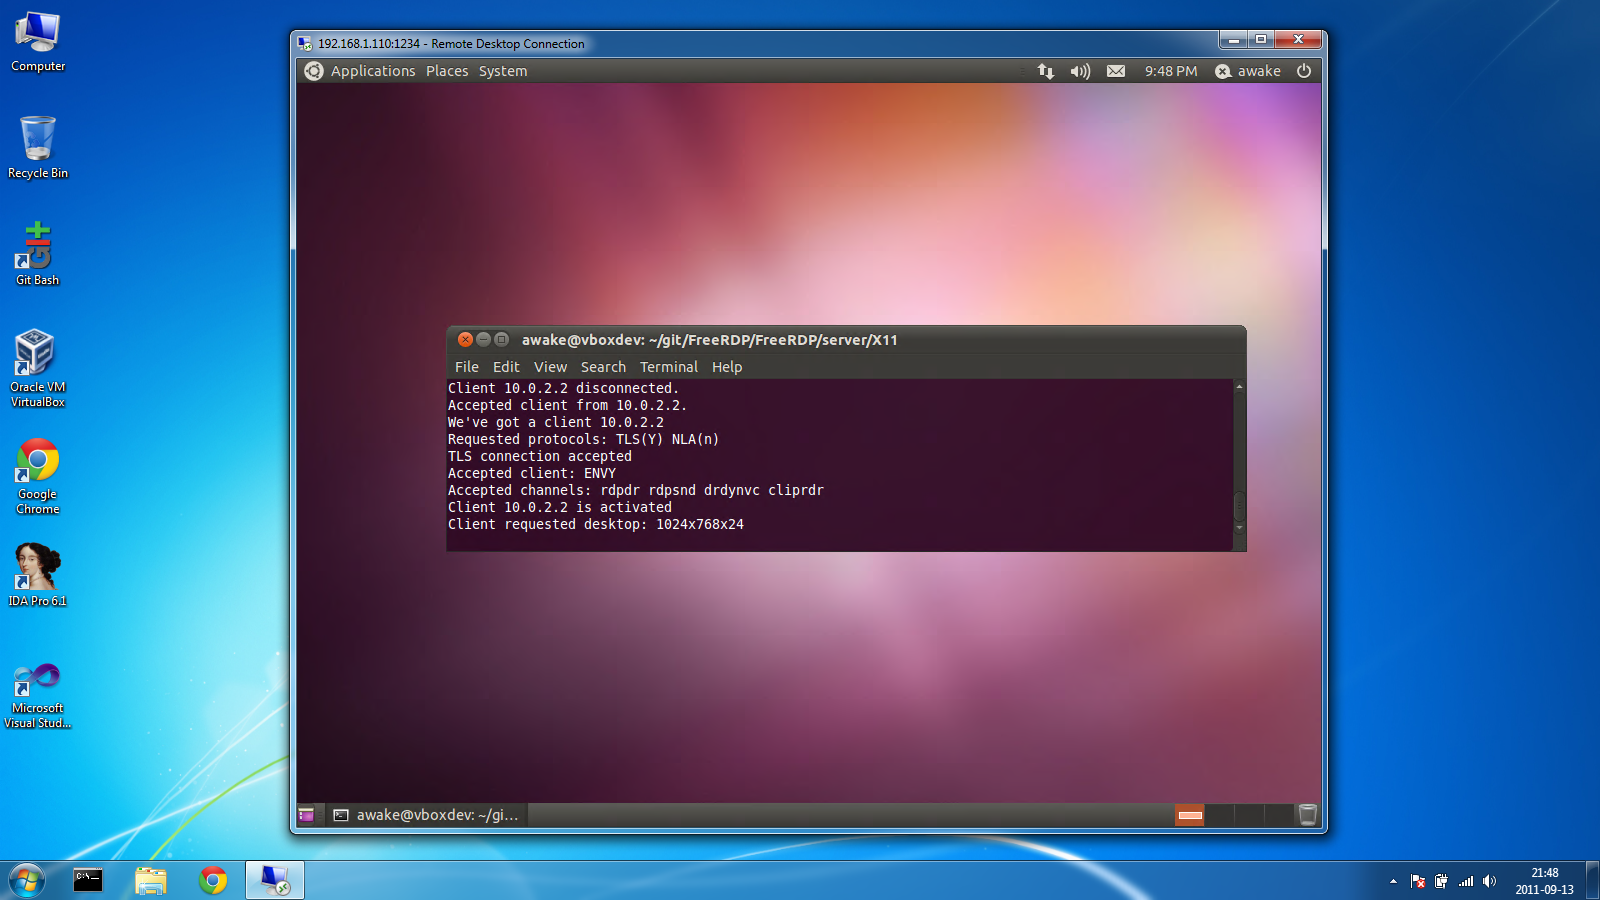 Computer
Recycle Bin
GIT
Git Bash
Oracle VM
VirtualBox
Google
Chrome
IDA Pro 6.1
Microsoft
Visual Stud...
192.168.1.110:1234 - Remote Desktop Connection
Applications Places System
9:48 PM awake
awake@vboxdev: ~/git/FreeRDP/FreeRDP/server/X11
File Edit View Search Terminal Help
Client 10.0.2.2 disconnected.
Accepted client from 10.0.2.2.
We've got a client 10.0.2.2
Requested protocols: TLS(Y) NLA(n)
TLS connection accepted
Accepted client: ENVY
Accepted channels: rdpdr rdpsnd drdynvc cliprdr
Client 10.0.2.2 is activated
Client requested desktop: 1024x768x24
awake@vboxdev: ~/gi...
C:\_
21:48
2011-09-13